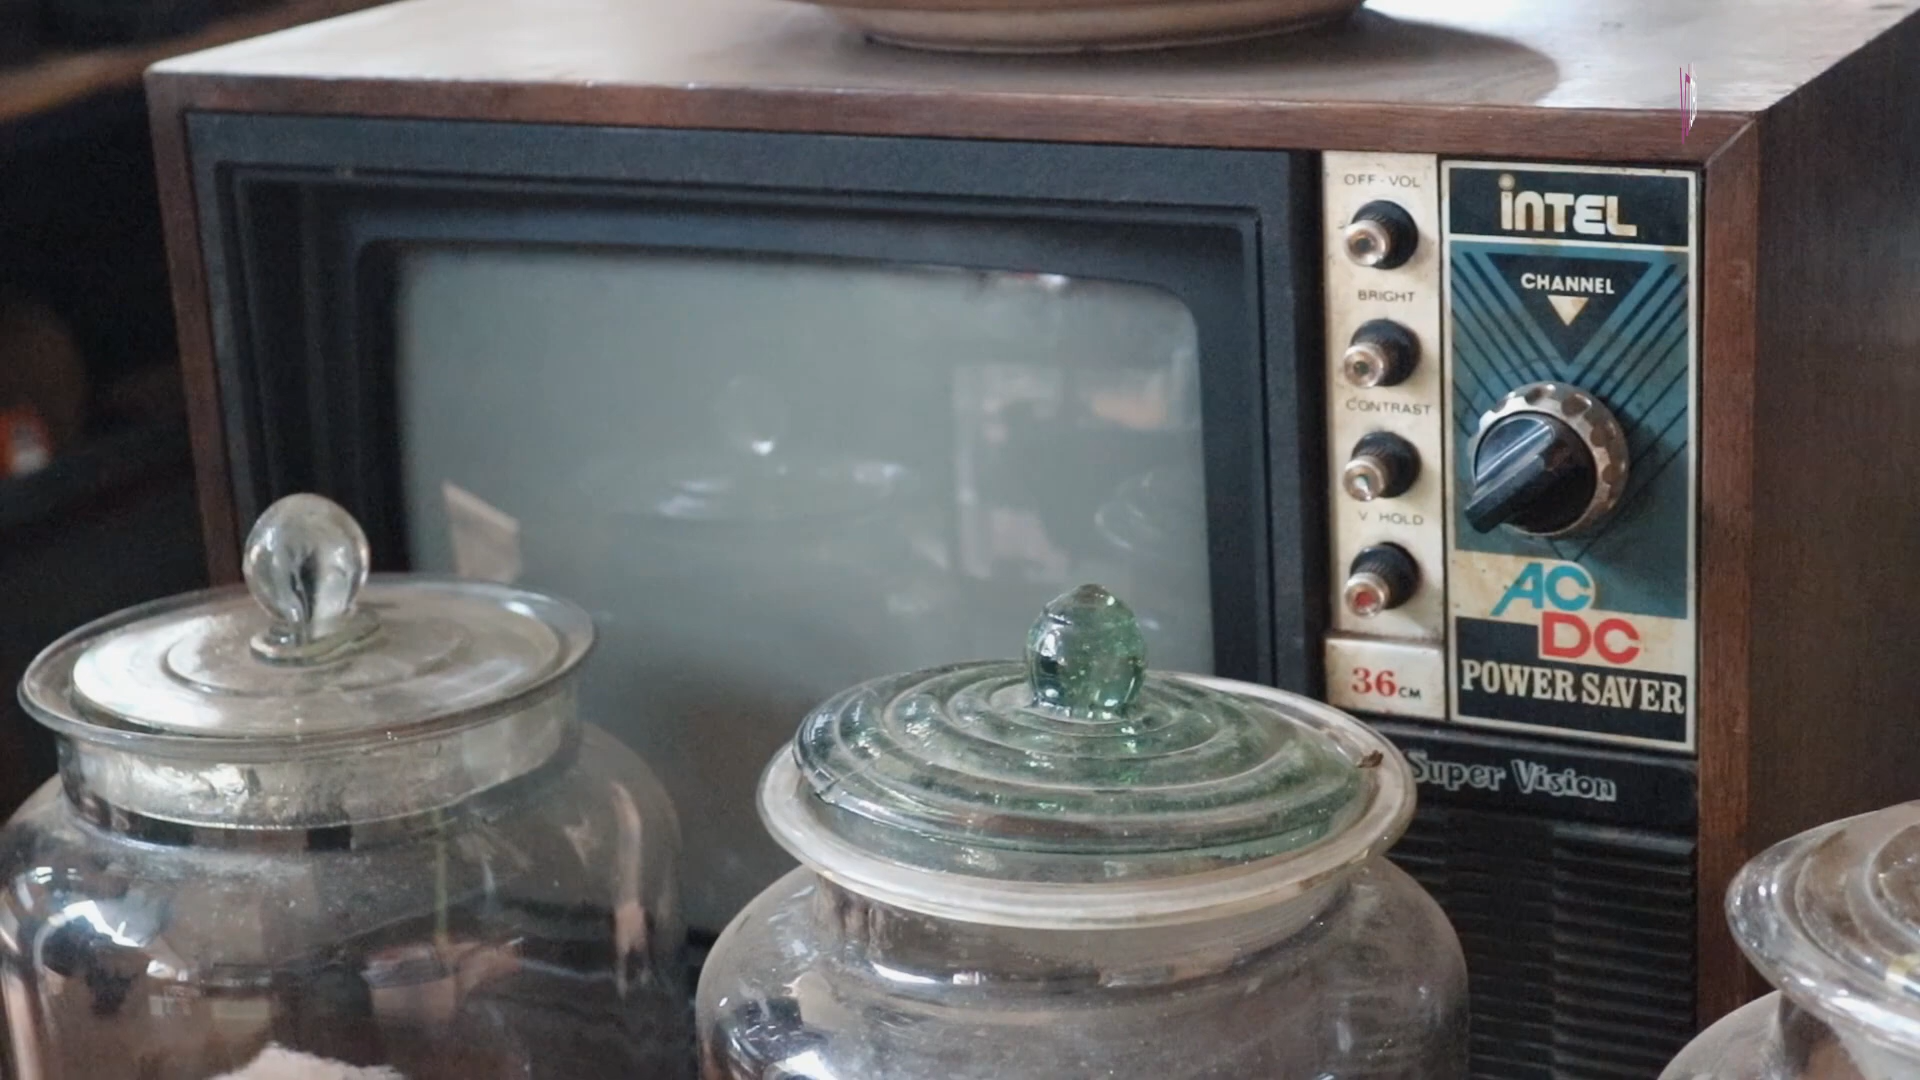 OFF-VOL
BRIGHT
CONTRAST
V HOLD
36CM
iNTEL
CHANNEL
AC
DC
POWER SAVER
Super Vision